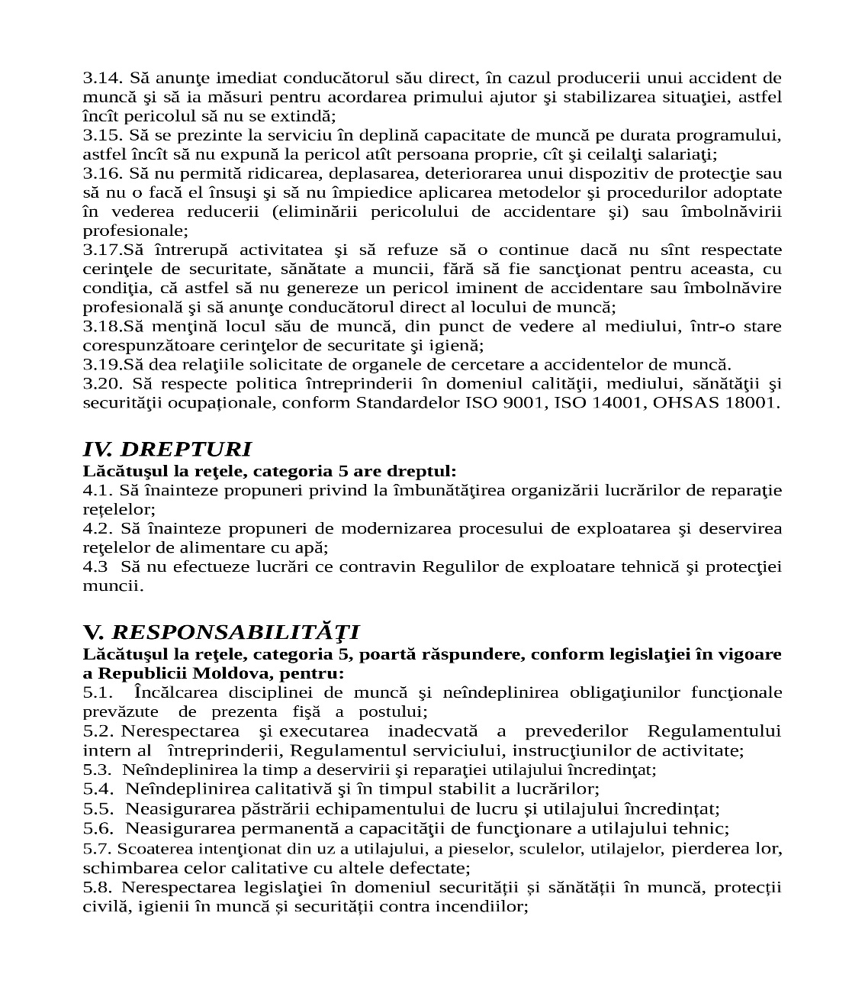 3.14. Să anunţe imediat conducătorul său direct, în cazul producerii unui accident de
muncă şi să ia măsuri pentru acordarea primului ajutor şi stabilizarea situaţiei, astfel
încît pericolul să nu se extindă;
3.15. Să se prezinte la serviciu în deplină capacitate de muncă pe durata programului,
astfel încît să nu expună la pericol atît persoana proprie, cît şi ceilalţi salariaţi;
3.16. Să nu permită ridicarea, deplasarea, deteriorarea unui dispozitiv de protecţie sau
să nu o facă el însuşi şi să nu împiedice aplicarea metodelor şi procedurilor adoptate
în vederea reducerii (eliminării pericolului de accidentare şi) sau îmbolnăvirii
profesionale;
3.17.Să întrerupă activitatea şi să refuze să o continue dacă nu sînt respectate
cerinţele de securitate, sănătate a muncii, fără să fie sancţionat pentru aceasta, cu
condiţia, că astfel să nu genereze un pericol iminent de accidentare sau îmbolnăvire
profesională şi să anunţe conducătorul direct al locului de muncă;
3.18.Să menţină locul său de muncă, din punct de vedere al mediului, într-o stare
corespunzătoare cerinţelor de securitate şi igienă;
3.19.Să dea relaţiile solicitate de organele de cercetare a accidentelor de muncă.
3.20. Să respecte politica întreprinderii în domeniul calităţii, mediului, sănătăţii şi
securităţii ocupaționale, conform Standardelor ISO 9001, ISO 14001, OHSAS 18001.
IV. DREPTURI
Lăcătuşul la reţele, categoria 5 are dreptul:
4.1. Să înainteze propuneri privind la îmbunătăţirea organizării lucrărilor de reparaţie
rețelelor;
4.2. Să înainteze propuneri de modernizarea procesului de exploatarea şi deservirea
reţelelor de alimentare cu apă;
4.3 Să nu efectueze lucrări ce contravin Regulilor de exploatare tehnică şi protecţiei
muncii.
V. RESPONSABILITĂŢI
Lăcătuşul la reţele, categoria 5, poartă răspundere, conform legislaţiei în vigoare
a Republicii Moldova, pentru:
5.1. Încălcarea disciplinei de muncă şi neîndeplinirea obligaţiunilor funcţionale
prevăzute de prezenta fişă a postului;
5.2. Nerespectarea şi executarea inadecvată a prevederilor Regulamentului
intern al întreprinderii, Regulamentul serviciului, instrucţiunilor de activitate;
5.3. Neîndeplinirea la timp a deservirii şi reparaţiei utilajului încredinţat;
5.4. Neîndeplinirea calitativă şi în timpul stabilit a lucrărilor;
5.5. Neasigurarea păstrării echipamentului de lucru și utilajului încredințat;
5.6. Neasigurarea permanentă a capacităţii de funcţionare a utilajului tehnic;
5.7. Scoaterea intenţionat din uz a utilajului, a pieselor, sculelor, utilajelor, pierderea lor,
schimbarea celor calitative cu altele defectate;
5.8. Nerespectarea legislaţiei în domeniul securităţii și sănătății în muncă, protecții
civilă, igienii în muncă și securității contra incendiilor;